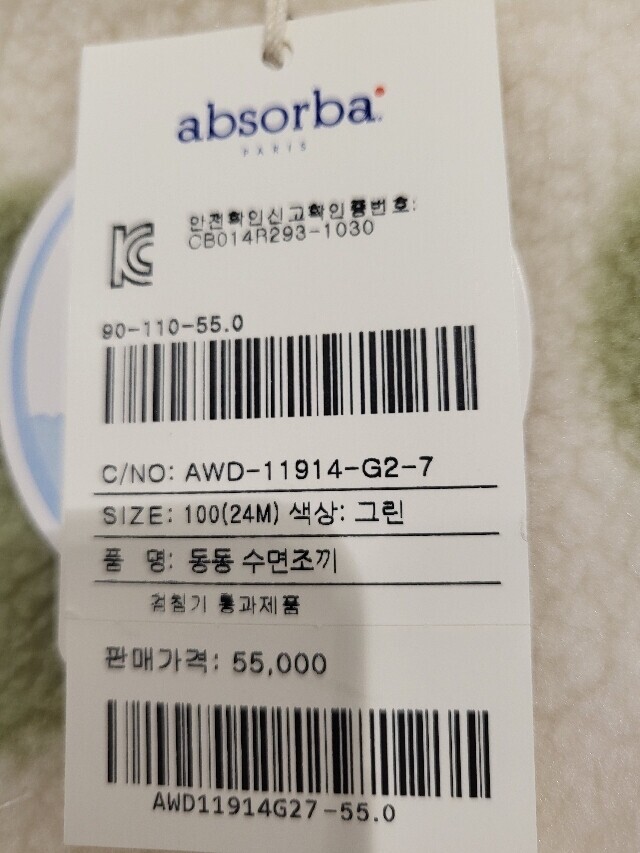 absorba
PARIS
안전확인신고확인증번호:
CB014R293-1030
90-110-55.0
C/NO: AWD-11914-G2-7
SIZE: 100(24M) 색상: 그린
품 명: 동동 수면조끼
검침기 통과제품
판매가격: 55,000
AWD11914G27-55.0